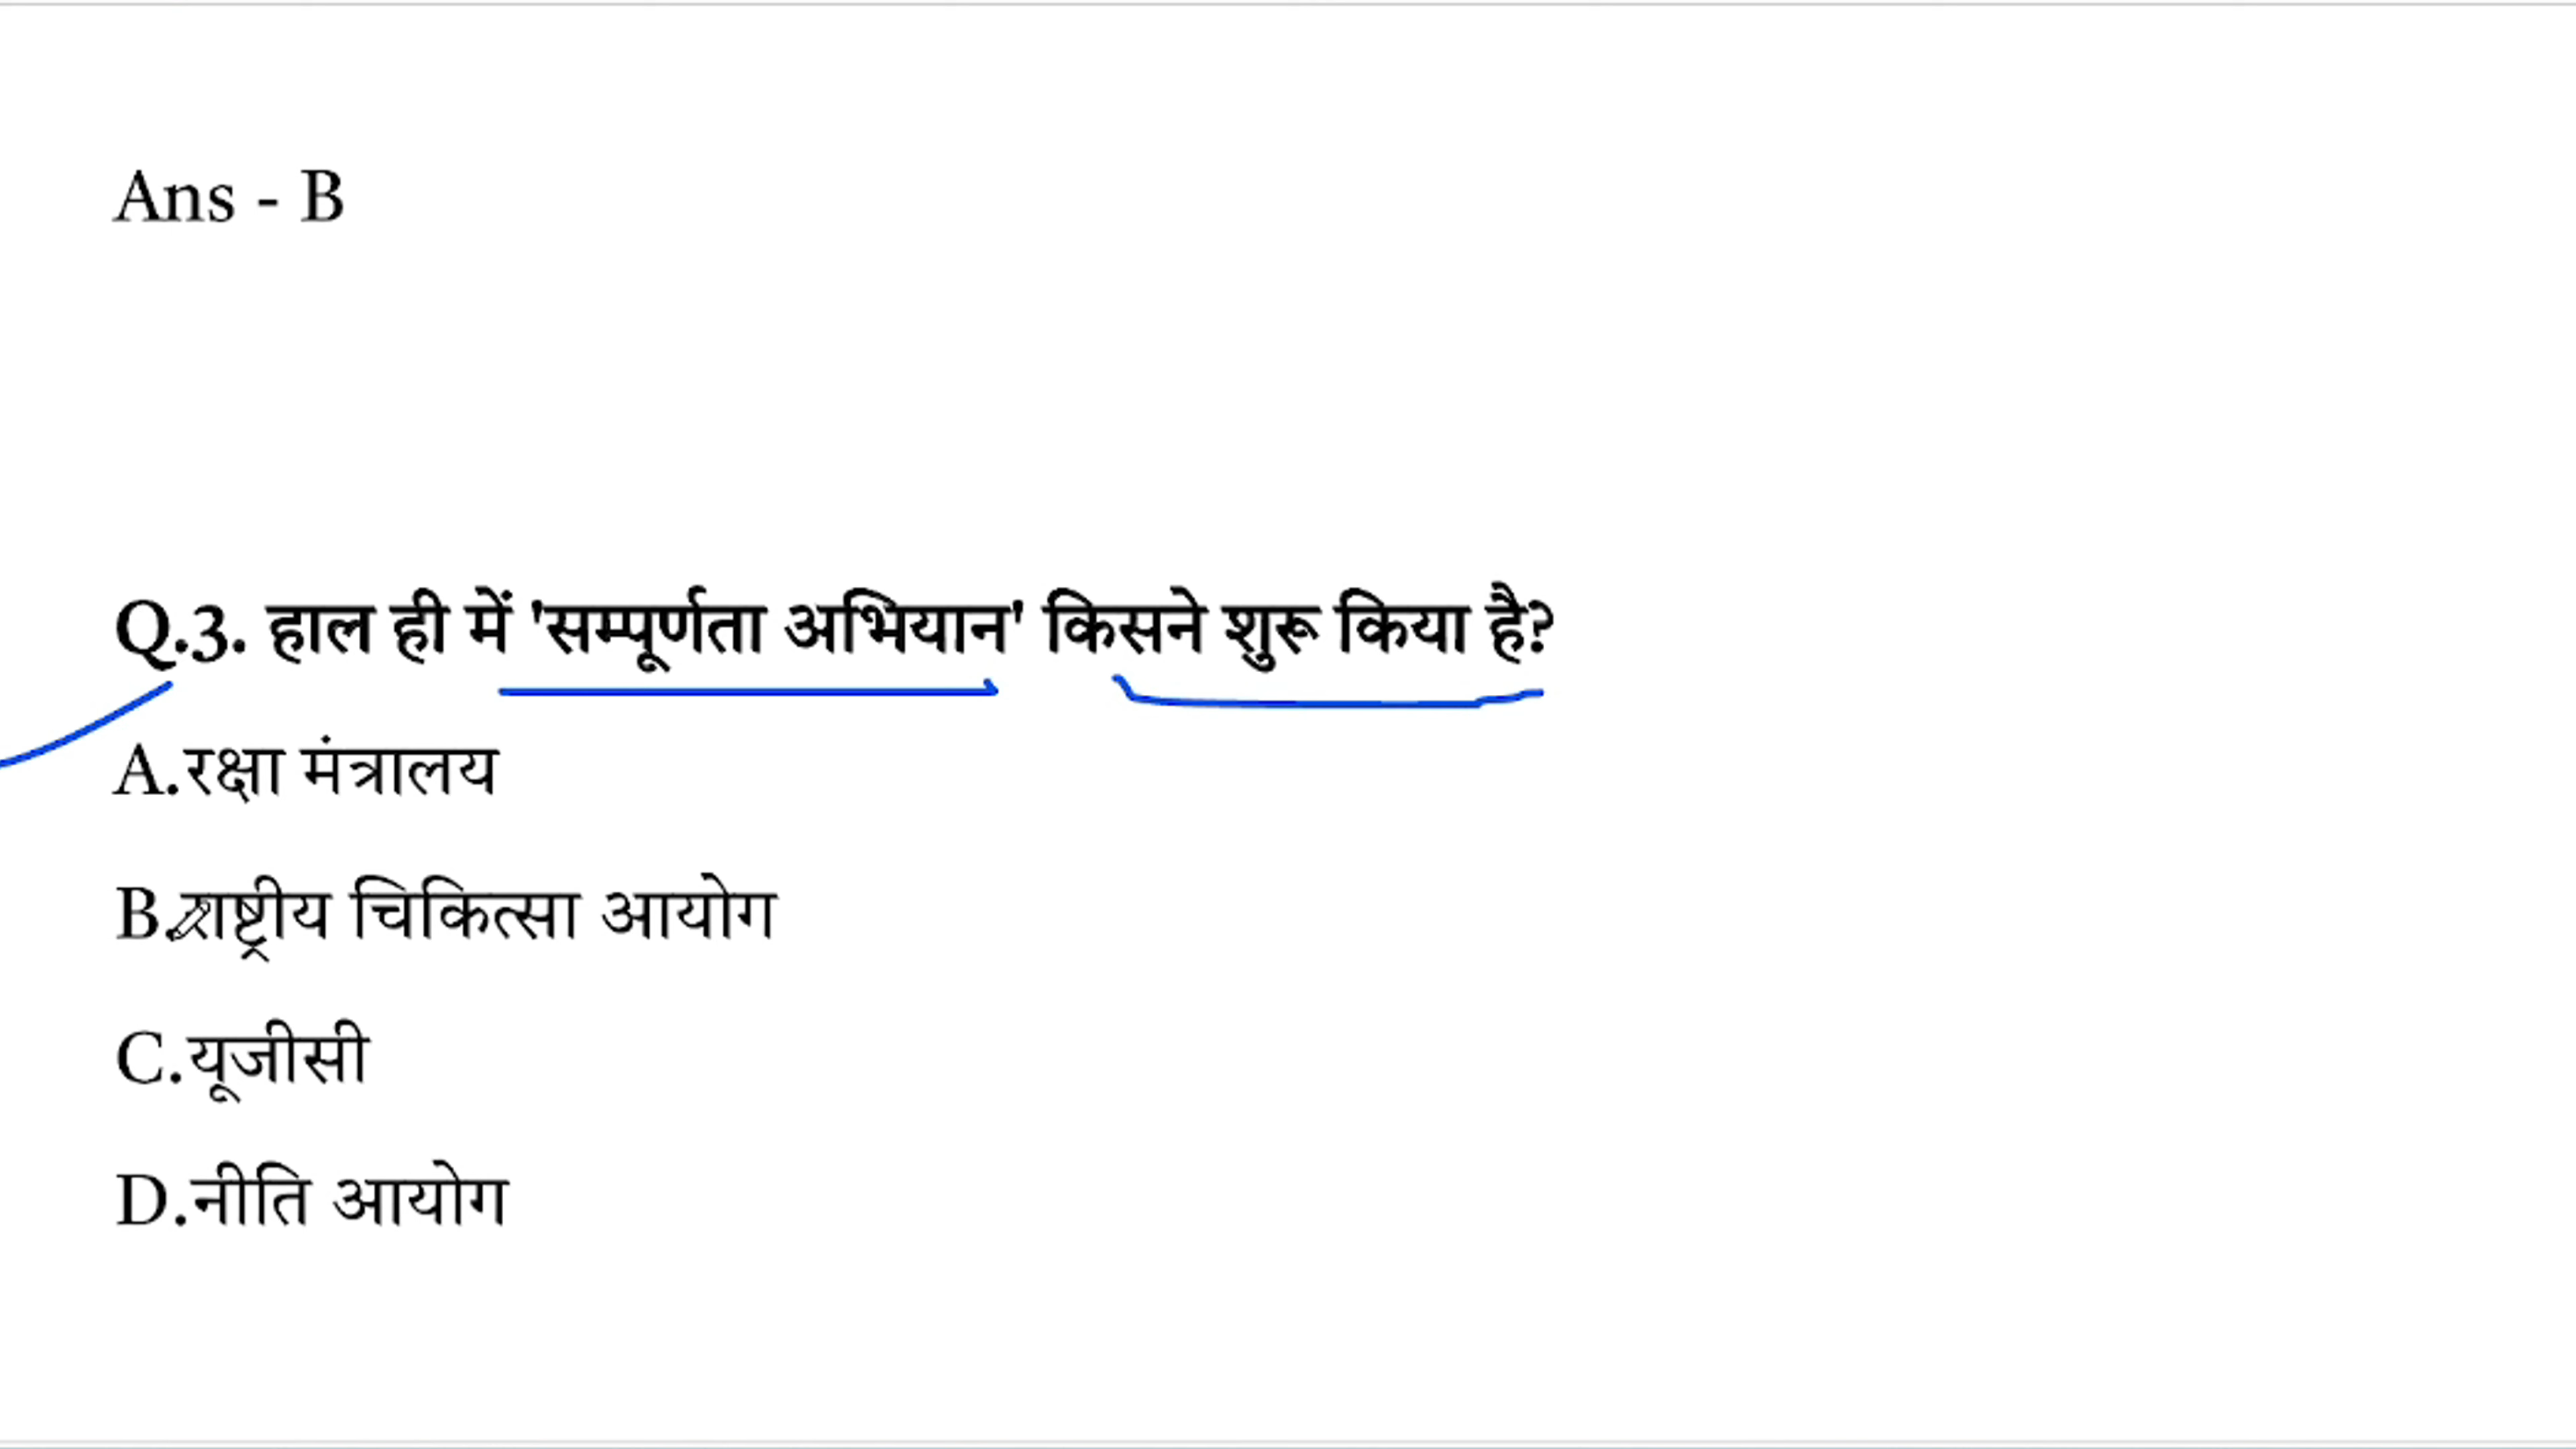 Ans - B
Q.3. हाल ही में 'सम्पूर्णता अभियान' किसने शुरू किया है?
A.रक्षा मंत्रालय
B.राष्ट्रीय चिकित्सा आयोग
C.यूजीसी
D.नीति आयोग